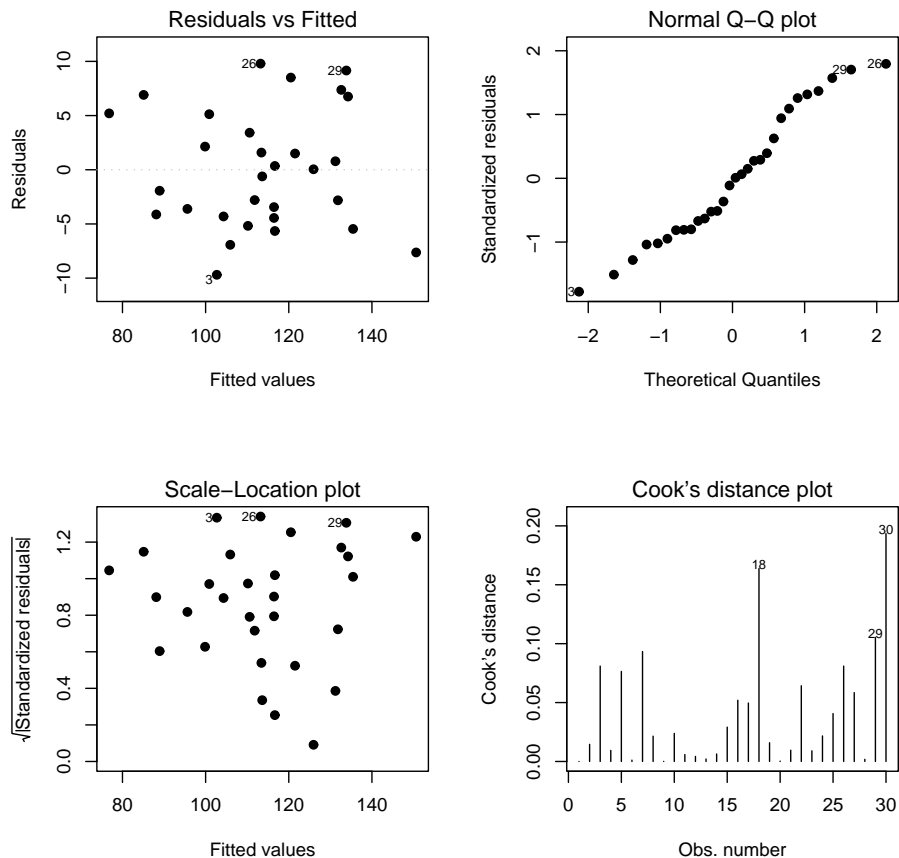 Residuals vs Fitted
Residuals
10
5
0
−5
−10
26
29
3
80 100 120 140
Fitted values
Normal Q−Q plot
Standardized residuals
2
1
0
−1
29
26
3
−2 −1 0 1 2
Theoretical Quantiles
Scale−Location plot
√|Standardized residuals|
1.2
0.8
0.4
0.0
3
26
29
80 100 120 140
Fitted values
Cook's distance plot
Cook's distance
0.20
0.15
0.10
0.05
0.00
30
18
29
0 5 10 15 20 25 30
Obs. number